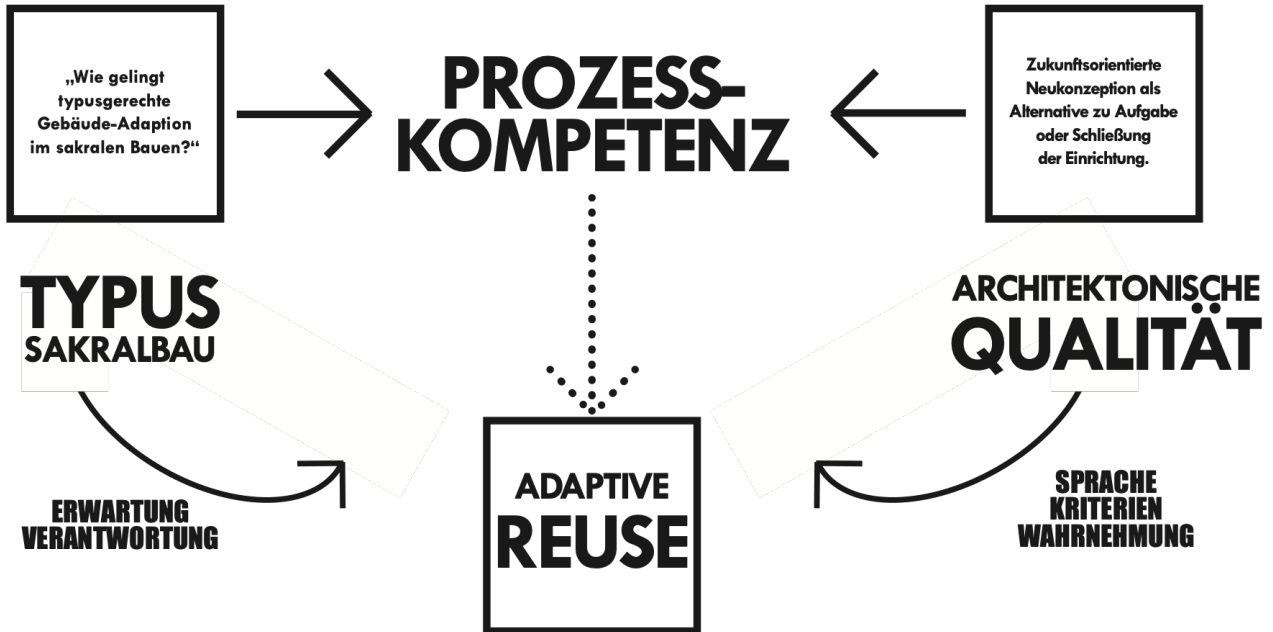 „Wie gelingt
typusgerechte
Gebäude-Adaption
im sakralen Bauen?“
PROZESS-
KOMPETENZ
Zukunftsorientierte
Neukonzeption als
Alternative zu Aufgabe
oder Schließung
der Einrichtung.
TYPUS
SAKRALBAU
ARCHITEKTONISCHE
QUALITÄT
ERWARTUNG
VERANTWORTUNG
ADAPTIVE
REUSE
SPRACHE
KRITERIEN
WAHRNEHMUNG